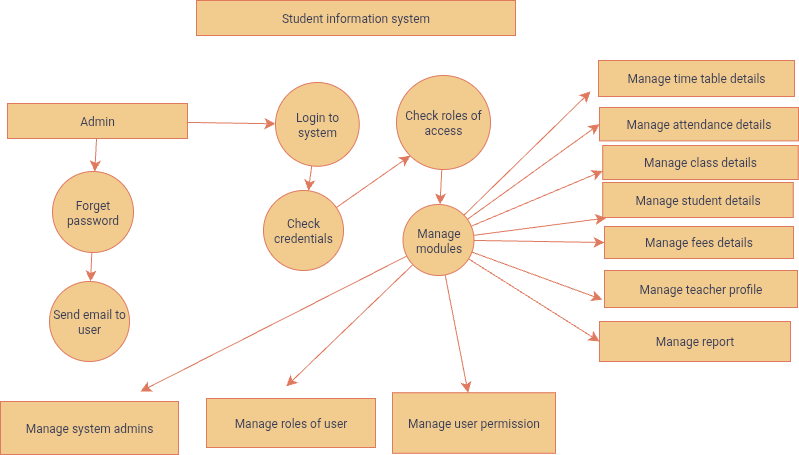 Student information system
Admin
Login to
system
Check roles of
access
Manage time table details
Manage attendance details
Manage class details
Manage student details
Forget
password
Check
credentials
Manage
modules
Manage fees details
Manage teacher profile
Send email to
user
Manage report
Manage system admins
Manage roles of user
Manage user permission